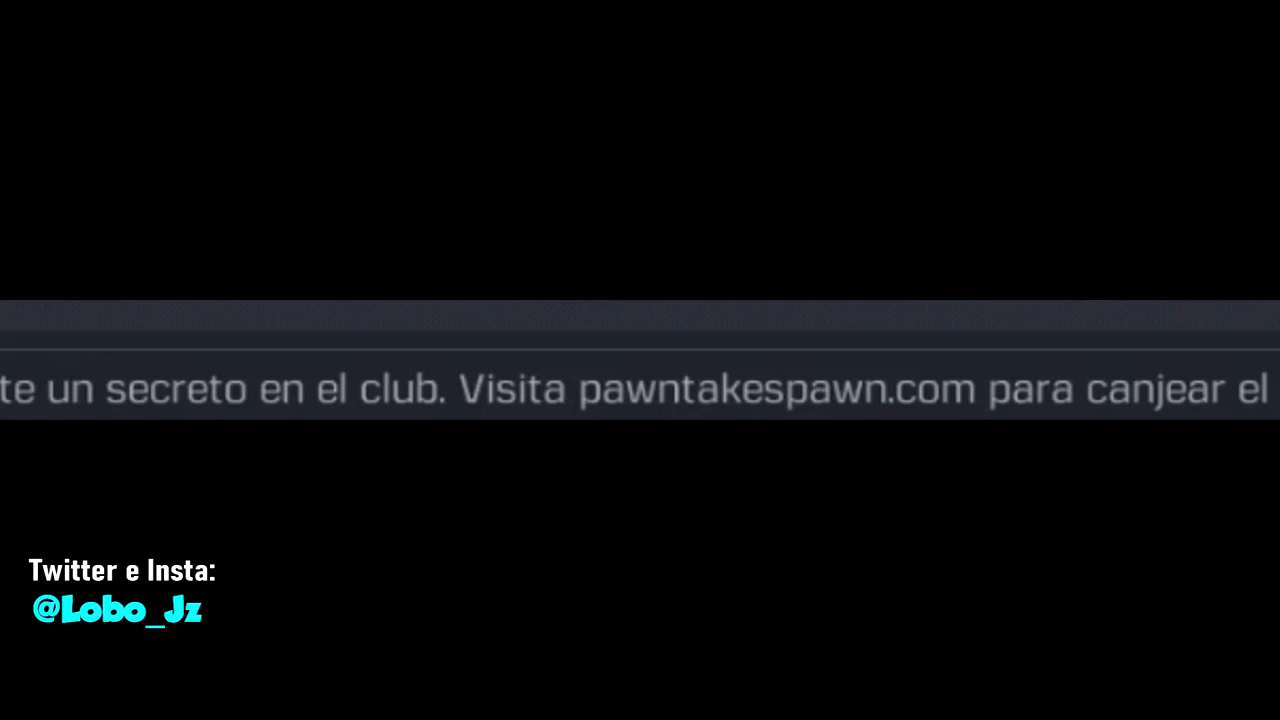 te un secreto en el club. Visita pawntakespawn.com para canjear el
Twitter e Insta:
@Lobo_Jz